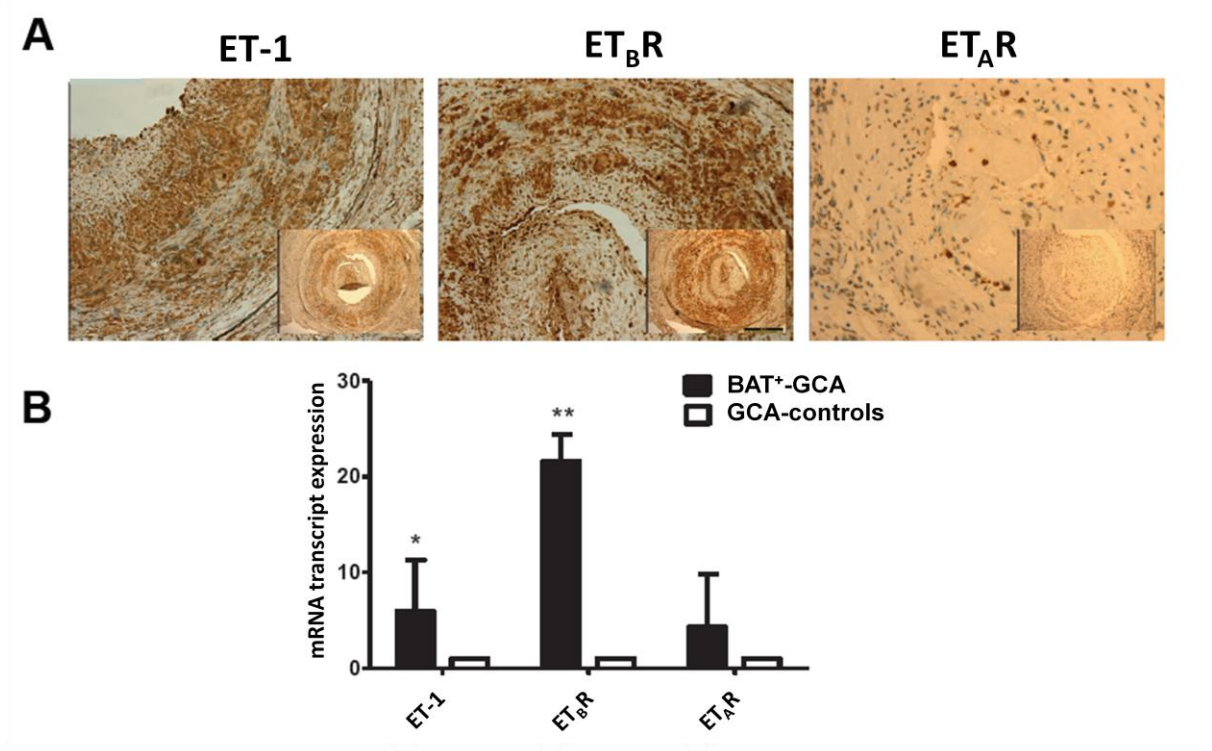 A
ET-1
ETBR
ETAR
B
BAT+-GCA
GCA-controls
mRNA transcript expression
30
20
10
0
*
**
ET-1
ETBR
ETAR